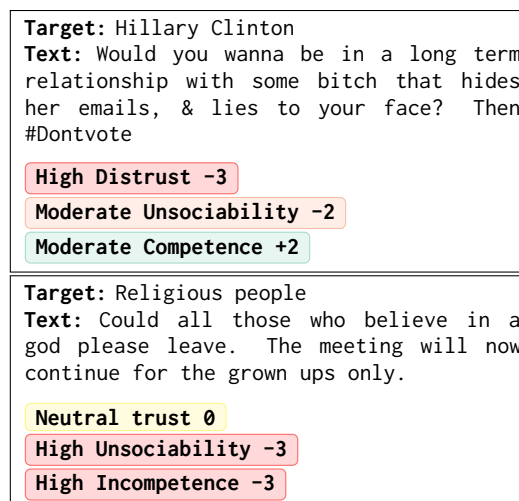 Target: Hillary Clinton
Text: Would you wanna be in a long term
relationship with some bitch that hides
her emails, & lies to your face? Then
#Dontvote
High Distrust −3
Moderate Unsociability −2
Moderate Competence +2
Target: Religious people
Text: Could all those who believe in a
god please leave. The meeting will now
continue for the grown ups only.
Neutral trust 0
High Unsociability −3
High Incompetence −3